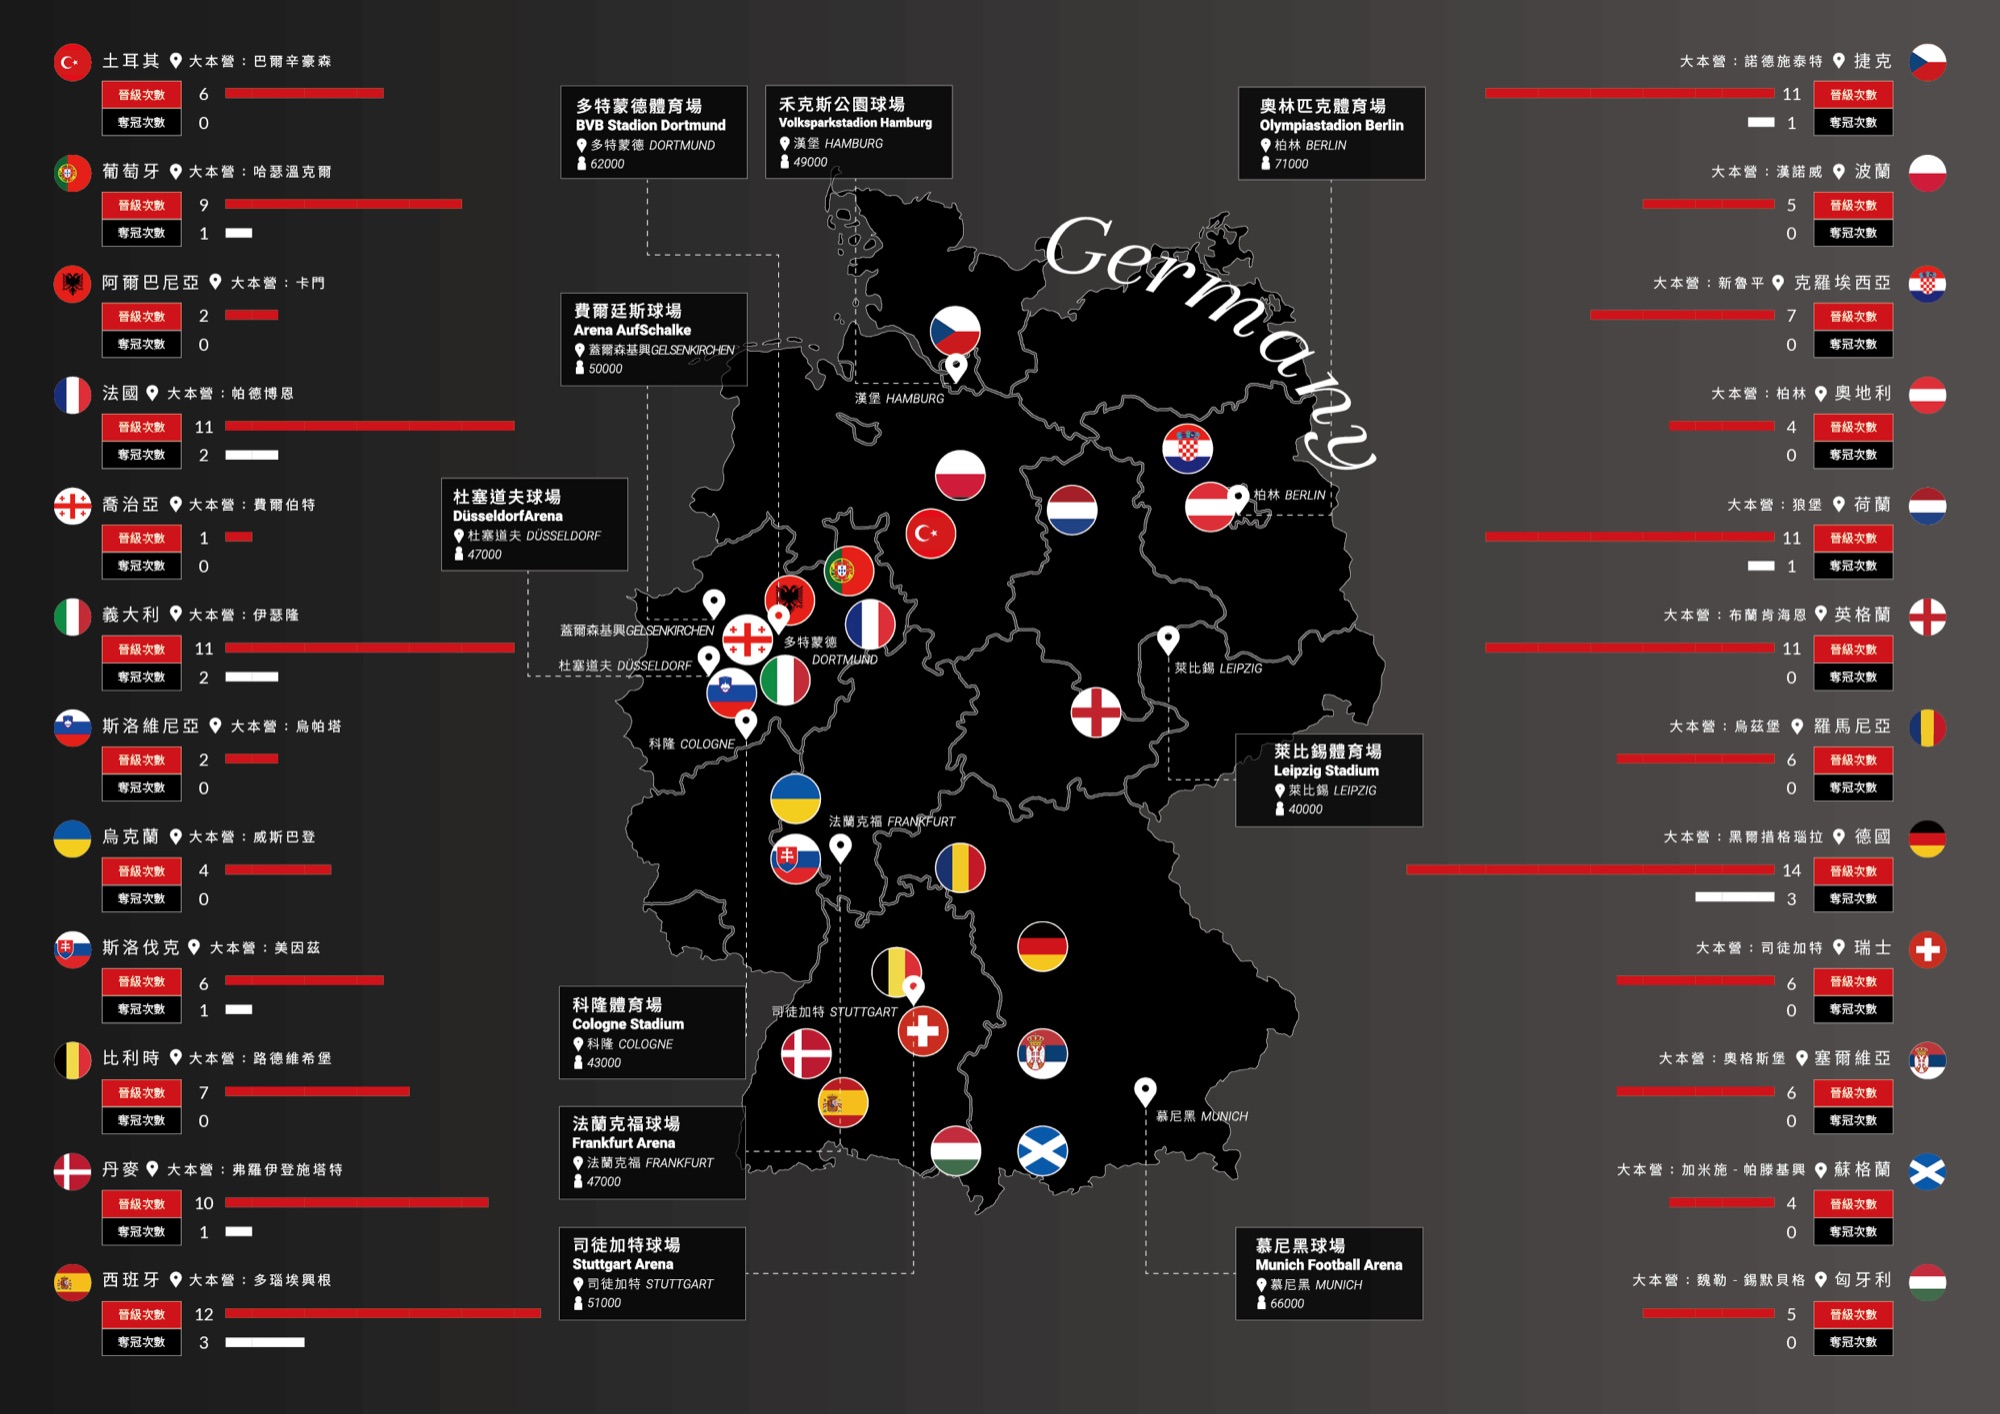 土耳其 大本營：巴爾辛豪森
晉級次數 6
奪冠次數 0
葡萄牙 大本營：哈瑟溫克爾
晉級次數 9
奪冠次數 1
阿爾巴尼亞 大本營：卡門
晉級次數 2
奪冠次數 0
法國 大本營：帕德博恩
晉級次數 11
奪冠次數 2
喬治亞 大本營：費爾伯特
晉級次數 1
奪冠次數 0
義大利 大本營：伊瑟隆
晉級次數 11
奪冠次數 2
斯洛維尼亞 大本營：烏帕塔
晉級次數 2
奪冠次數 0
烏克蘭 大本營：威斯巴登
晉級次數 4
奪冠次數 0
斯洛伐克 大本營：美因茲
晉級次數 6
奪冠次數 1
比利時 大本營：路德維希堡
晉級次數 7
奪冠次數 0
丹麥 大本營：弗羅伊登施塔特
晉級次數 10
奪冠次數 1
西班牙 大本營：多瑙埃興根
晉級次數 12
奪冠次數 3
多特蒙德體育場
BVB Stadion Dortmund
多特蒙德 DORTMUND
62000
禾克斯公園球場
Volksparkstadion Hamburg
漢堡 HAMBURG
49000
奧林匹克體育場
Olympiastadion Berlin
柏林 BERLIN
71000
Germany
費爾廷斯球場
Arena AufSchalke
蓋爾森基興GELSENKIRCHEN
50000
漢堡 HAMBURG
杜塞道夫球場
DüsseldorfArena
杜塞道夫 DÜSSELDORF
47000
柏林 BERLIN
蓋爾森基興GELSENKIRCHEN
多特蒙德
DORTMUND
杜塞道夫 DÜSSELDORF
萊比錫 LEIPZIG
科隆 COLOGNE
萊比錫體育場
Leipzig Stadium
萊比錫 LEIPZIG
40000
法蘭克福 FRANKFURT
科隆體育場
Cologne Stadium
科隆 COLOGNE
43000
司徒加特 STUTTGART
慕尼黑 MUNICH
法蘭克福球場
Frankfurt Arena
法蘭克福 FRANKFURT
47000
司徒加特球場
Stuttgart Arena
司徒加特 STUTTGART
51000
慕尼黑球場
Munich Football Arena
慕尼黑 MUNICH
66000
大本營：諾德施泰特 捷克
11 晉級次數
1 奪冠次數
大本營：漢諾威 波蘭
5 晉級次數
0 奪冠次數
大本營：新魯平 克羅埃西亞
7 晉級次數
0 奪冠次數
大本營：柏林 奧地利
4 晉級次數
0 奪冠次數
大本營：狼堡 荷蘭
11 晉級次數
1 奪冠次數
大本營：布蘭肯海恩 英格蘭
11 晉級次數
0 奪冠次數
大本營：烏茲堡 羅馬尼亞
6 晉級次數
0 奪冠次數
大本營：黑爾措格瑙拉 德國
14 晉級次數
3 奪冠次數
大本營：司徒加特 瑞士
6 晉級次數
0 奪冠次數
大本營：奧格斯堡 塞爾維亞
6 晉級次數
0 奪冠次數
大本營：加米施-帕滕基興 蘇格蘭
4 晉級次數
0 奪冠次數
大本營：魏勒-錫默貝格 匈牙利
5 晉級次數
0 奪冠次數